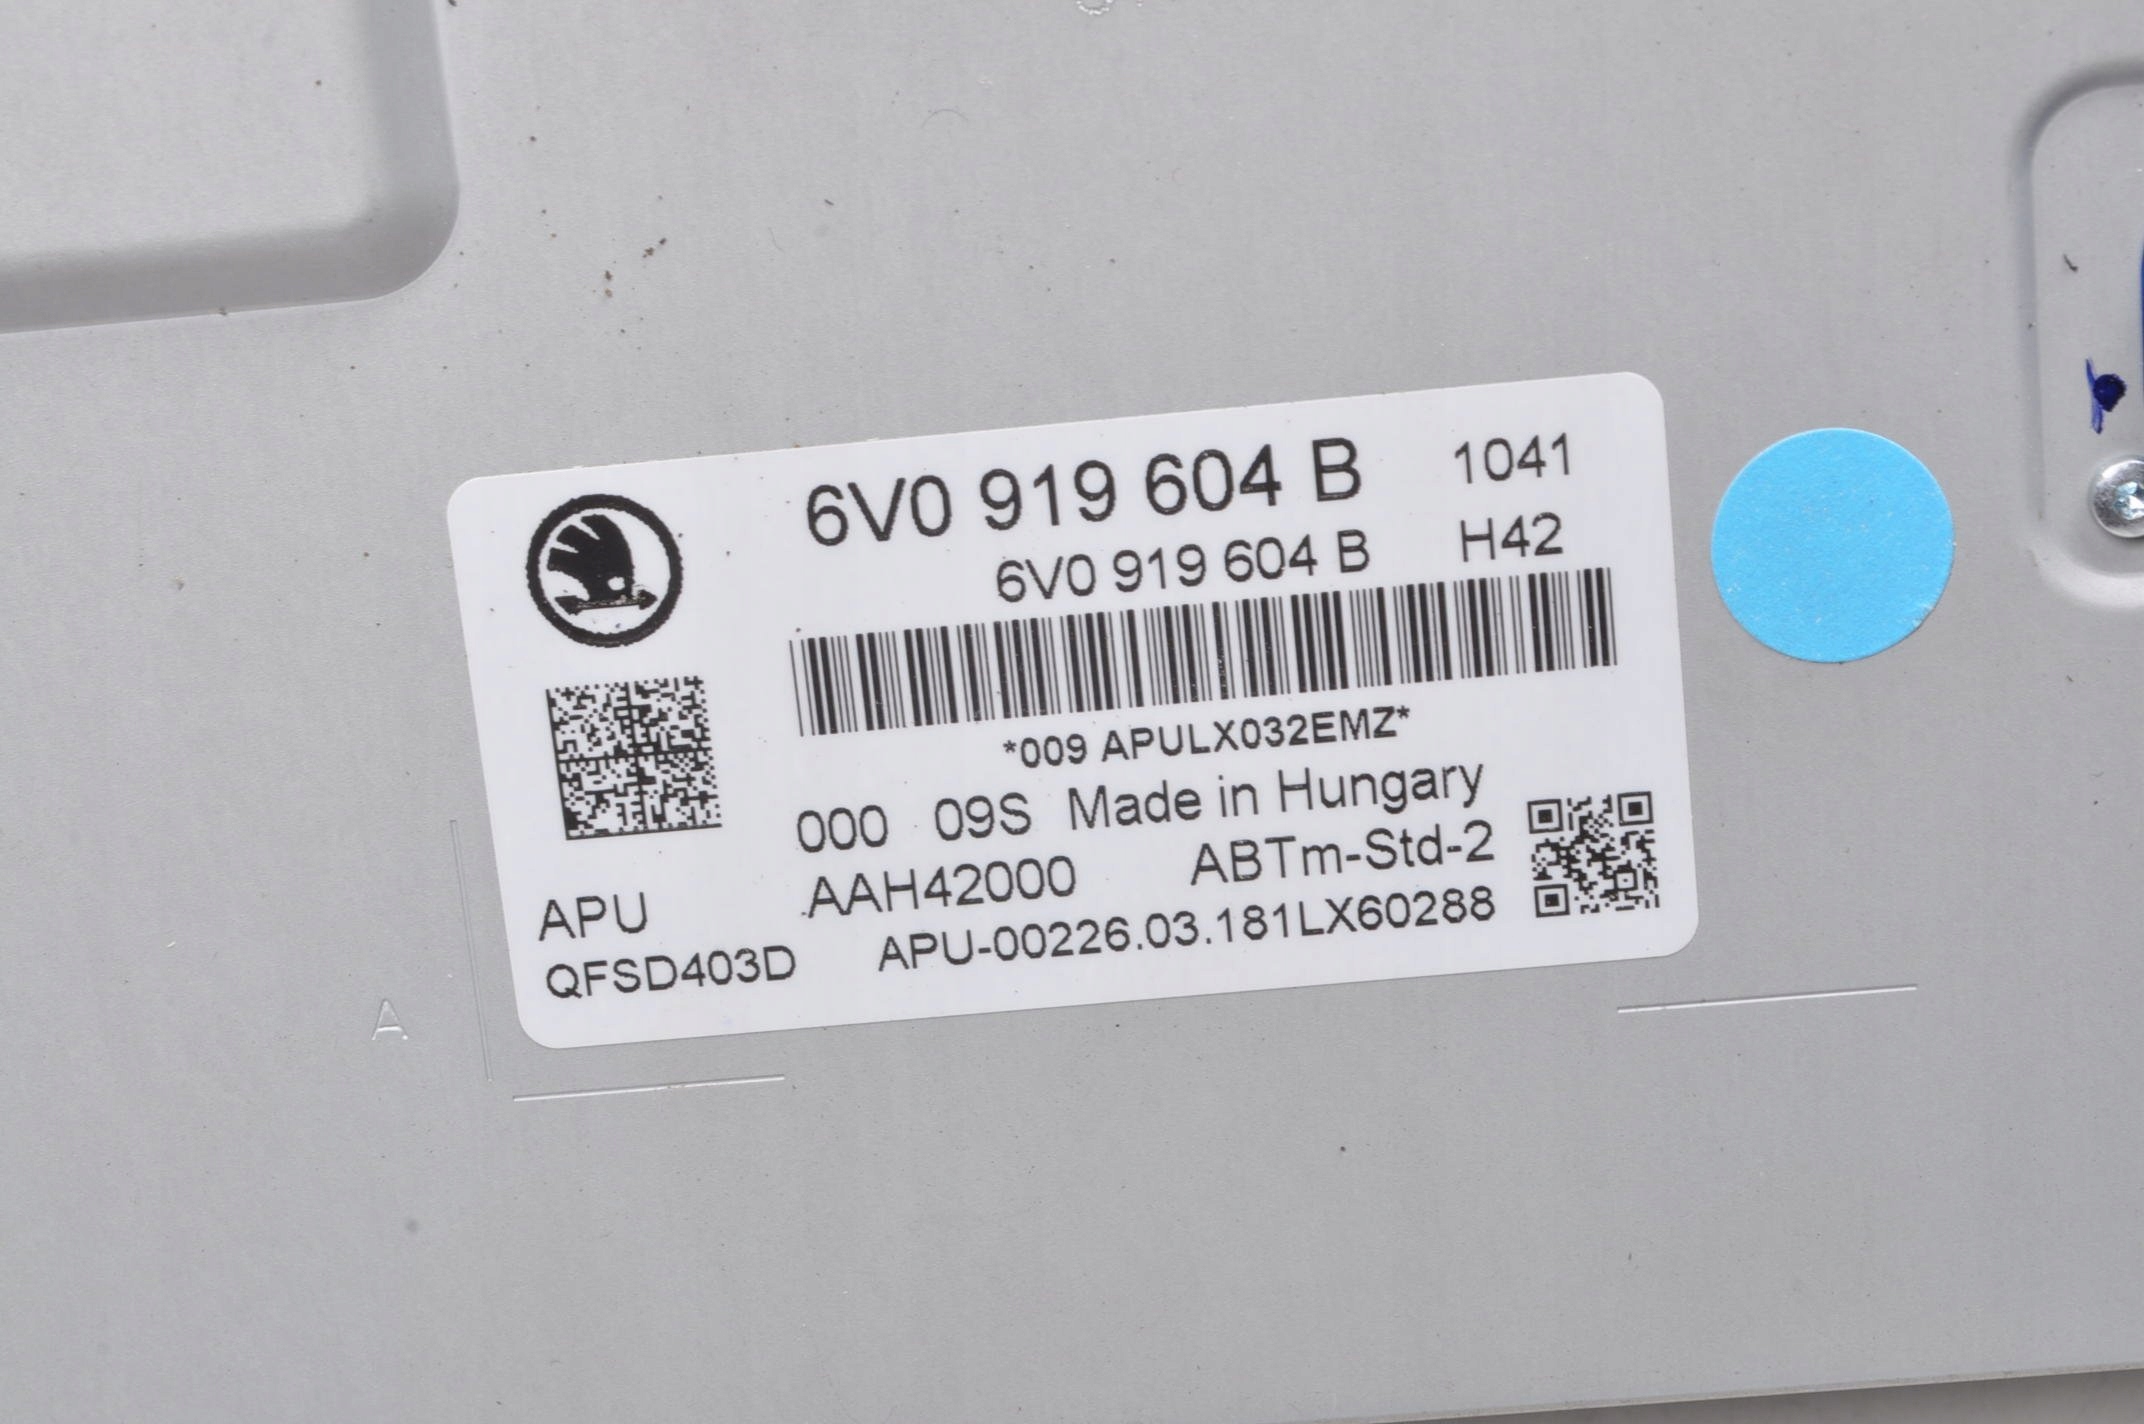 6V0 919 604 B 1041
6V0 919 604 B H42
*009 APULX032EMZ*
000 09S Made in Hungary
AAH42000 ABTm-Std-2
APU
QFSD403D APU-00226.03.181LX60288
A